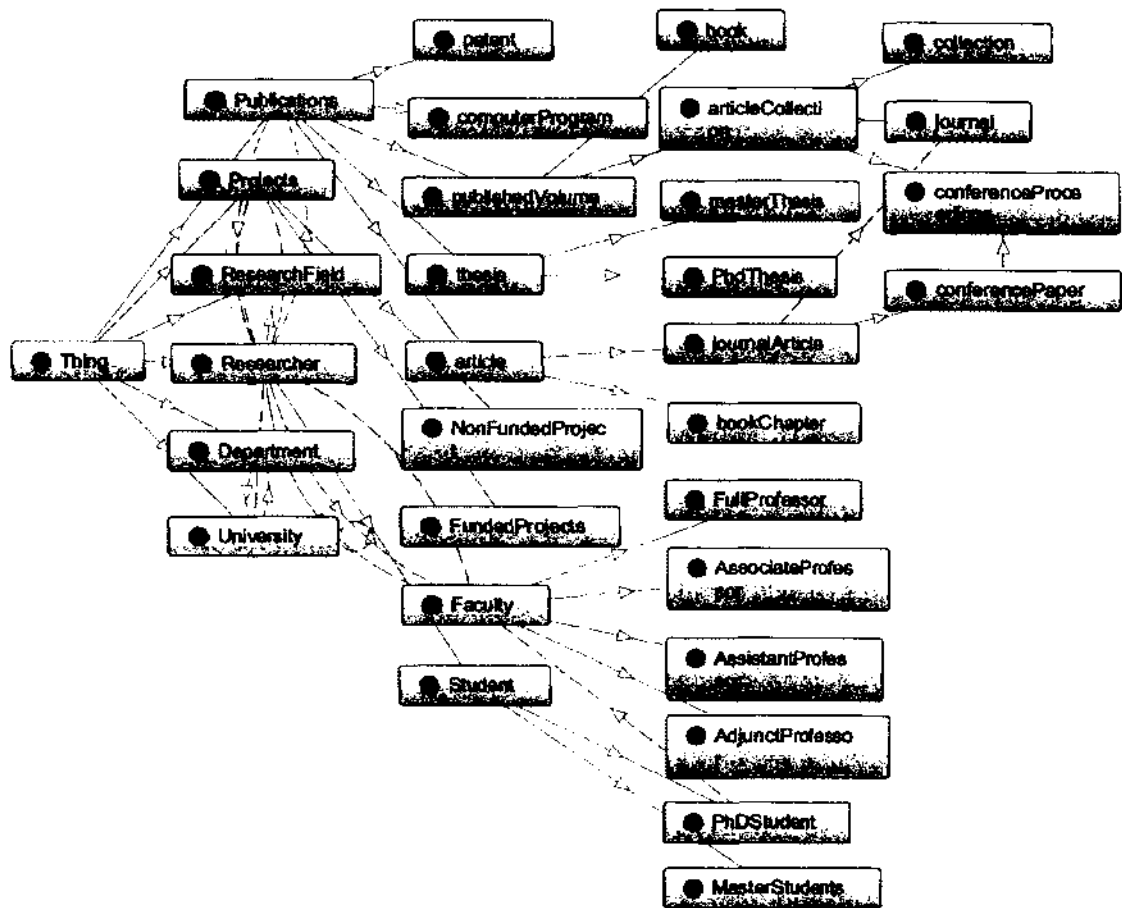 patent
book
collection
Publications
computerProgram
articleCollecti
on
journal
Projects
publishedVolume
masterThesis
conferenceProce
edings
ResearchField
thesis
PhdThesis
conferencePaper
Thing
Researcher
article
journalArticle
Department
NonFundedProjec
bookChapter
University
FundedProjects
FullProfessor
Faculty
AssociateProfes
sor
Student
AssistantProfes
AdjunctProfesso
r
PhDStudent
MasterStudents